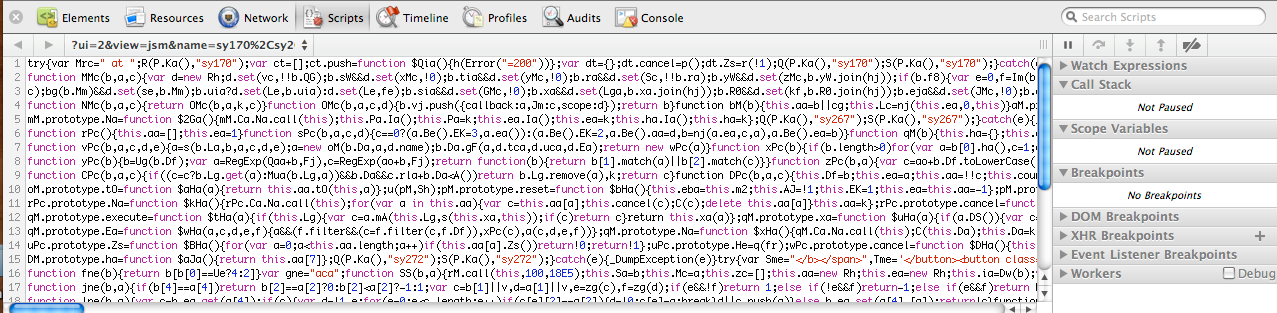 Elements Resources Network Scripts Timeline Profiles Audits Console Search Scripts
?ui=2&view=jsm&name=sy170%2Csy2
1 try{var Mrc=" at ";R(P.Ka(),"sy170");var ct=[];ct.push=function $Qda(){h(Error("=200"))};var dt={};dt.cancel=p();dt.Zs=r(!1);Q(P.Ka(),"sy170");S(P.Ka(),"sy170");}catch(
2 function MMc(b,a,c){var d=new Rh;d.set(vc,!!b.QG);b.oa&&d.set(xHc,!0);b.na&&d.set(yMc,!0);b.ra&&d.set(Sc,!!b.ra);b.yW&&d.set(zMc,b.yW.join(hj));if(b.f8){var e=0,f=Im(b
3 c);bg(b.Mm)&&d.set(se,b.Mm);b.uia?d.set(Le,b.uia):d.set(Le,b.ea);b.ea&&d.set(GMc,!0);b.xa&&d.set(Lga,b.xa.join(hj));b.R0&&d.set(kf,b.R0.join(hj));b.eja&&d.set(JMc,!0);b.
4 function NMc(b,a,c){return OMc(b,a,k,c)}function OMc(b,a,c,d){b.vj.push({callback:a,Jm:c,scope:d});return b}function mM(b){this.aa=b||cg;this.Lc=nj(this.ea,0,this)}aM.p
5 mM.prototype.Na=function $2Ga(){mM.Ca.Na.call(this);this.Pa.Ia();this.Pa=k;this.ea.Ia();this.ea=k;this.ha.Ia();this.ha=k};Q(P.Ka(),"sy267");S(P.Ka(),"sy267");}catch(e){
6 function rPc(){this.aa=[];this.ea=1}function sPc(b,a,c,d){c==0?(a.Be().EK=3,a.ea()):(a.Be().EK=2,a.Be().aa=d,b=nj(a.ea,c,a),a.Be().ea=b)}function qM(b){this.ha={};this.
7 function vPc(b,a,c,d,e){a=s(b.La,b,a,c,d,e);a=new oM(b,a,a.name);b.Da.gF(a,d.tca,d.uca,d.Ea);return new wPc(a)}function xPc(b){if(b.length>0)for(var a=b[0].ha(),c=1;c
8 function yPc(b){b=Ug(b.Df);var a=RegExp(Qaa+b,Fj),c=RegExp(ao+b,Fj);return function(b){return b[1].match(a)||b[2].match(c)}}function zPc(b,a){var c=ao+b.Df.toLowerCase(
9 function CPc(b,a,c){if((c=c?b.Lg.get(a):Mua(b.Lg,a))&&c.Da&&c.rla+c.Da<A())return b.Lg.remove(a),k;return c}function DPc(b,a,c){this.Df=b;this.ea=a;this.aa=!!c;this.cou
10 oM.prototype.tO=function $aHa(a){return this.aa.tO(this,a)};u(pM,Sh);pM.prototype.reset=function $bHa(){this.eba=this.m2;this.AJ=!1;this.EK=1;this.ea=this.aa=-1};pM.pro
11 rPc.prototype.Na=function $kHa(){rPc.Ca.Na.call(this);for(var a in this.aa){var c=this.aa[a];this.cancel(c);C(c);delete this.aa[a]}this.aa=k};rPc.prototype.cancel=funct
12 qM.prototype.execute=function $tHa(a){if(this.Lg){var c=a.mA(this.Lg,s(this.xa,this));if(c)return c}return this.xa(a)};qM.prototype.xa=function $uHa(a){if(a.DS()){var c
13 qM.prototype.Ea=function $wHa(a,c,d,e,f){a&&(f.filter&&(c=f.filter(c,f.Df)),xPc(c),a(c,d,e,f))};qM.prototype.Na=function $xHa(){qM.Ca.Na.call(this);C(this.Da);this.Da=k
14 uPc.prototype.Zs=function $BHa(){for(var a=0;a<this.aa.length;a++)if(this.aa[a].Zs())return!0;return!1};uPc.prototype.He=q(fr);wPc.prototype.cancel=function $DHa(){this
15 DM.prototype.ha=function $aJa(){this.aa[7]};Q(P.Ka(),"sy272");S(P.Ka(),"sy272");}catch(e){_DumpException(e)}try{var Sme="</b></span>",Tme='</button><button class
16 function fne(b){return b[b[0]==Ue?4:2]}var gne="aca";function SS(b,a){rM.call(this,100,18E5);this.Sa=b;this.Mc=a;this.zc=[];this.aa=new Rh;this.ea=new Rh;this.ia=Dw(b);
17 function jne(b,a){if(b[4]==a[4])return b[2]==a[2]?0:b[2]<a[2]?-1:1;var c=b[1]||v,d=a[1]||v,e=zg(c),f=zg(d);if(e&&!f)return 1;else if(!e&&f)return-1;else if(e&&f)return b
18
Watch Expressions
Call Stack
Not Paused
Scope Variables
Not Paused
Breakpoints
No Breakpoints
DOM Breakpoints
XHR Breakpoints
Event Listener Breakpoints
Workers Debug